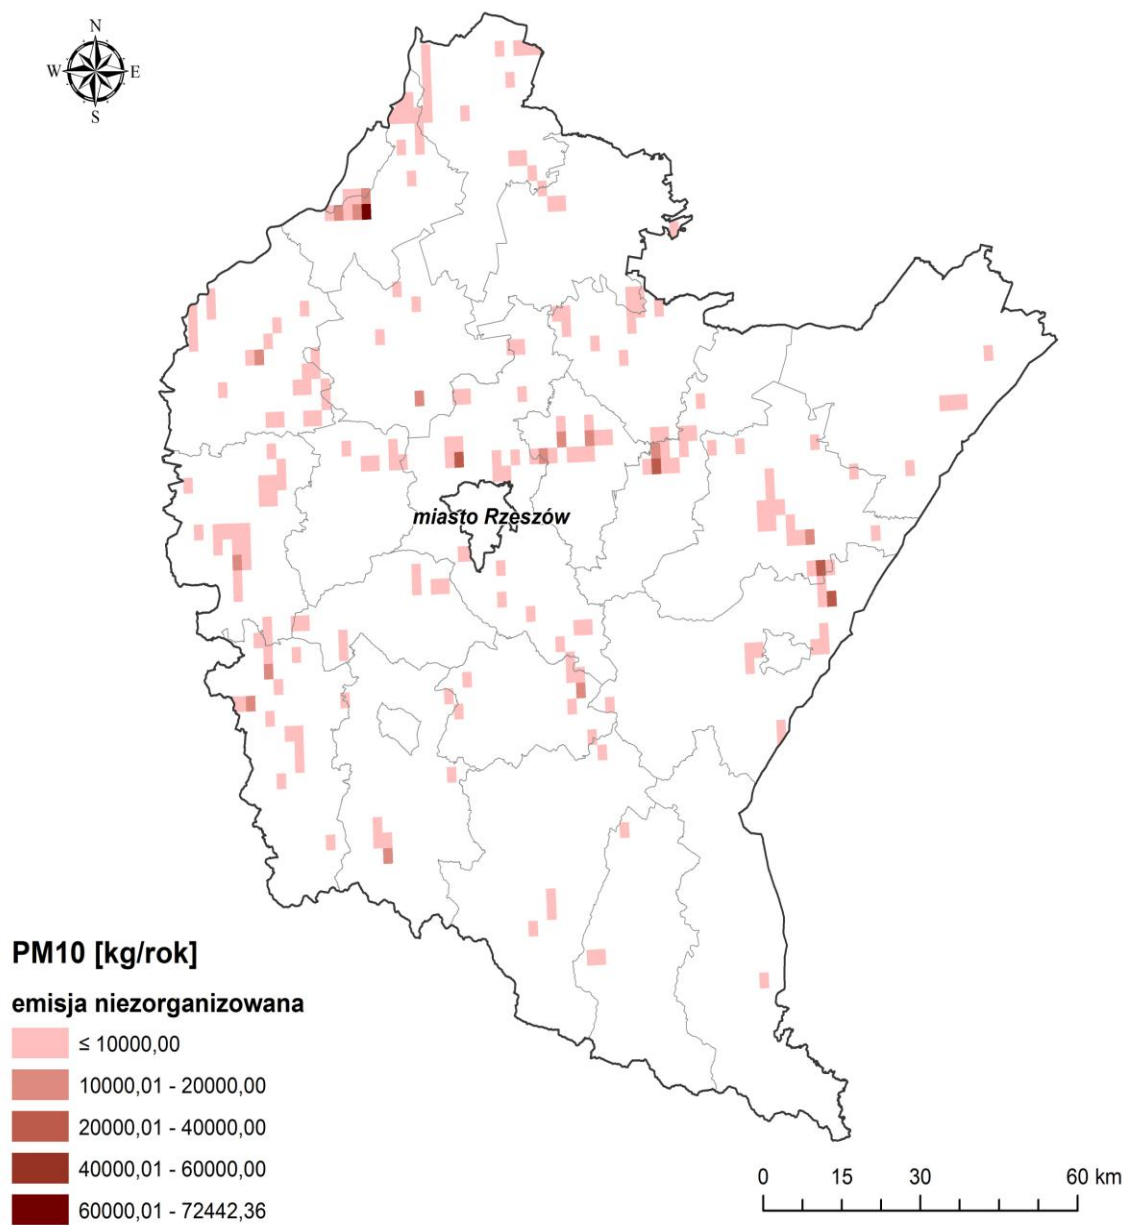 N
W E
S
miasto Rzeszów
PM10 [kg/rok]
emisja niezorganizowana
≤ 10000,00
10000,01 - 20000,00
20000,01 - 40000,00
40000,01 - 60000,00
60000,01 - 72442,36
0 15 30 60 km